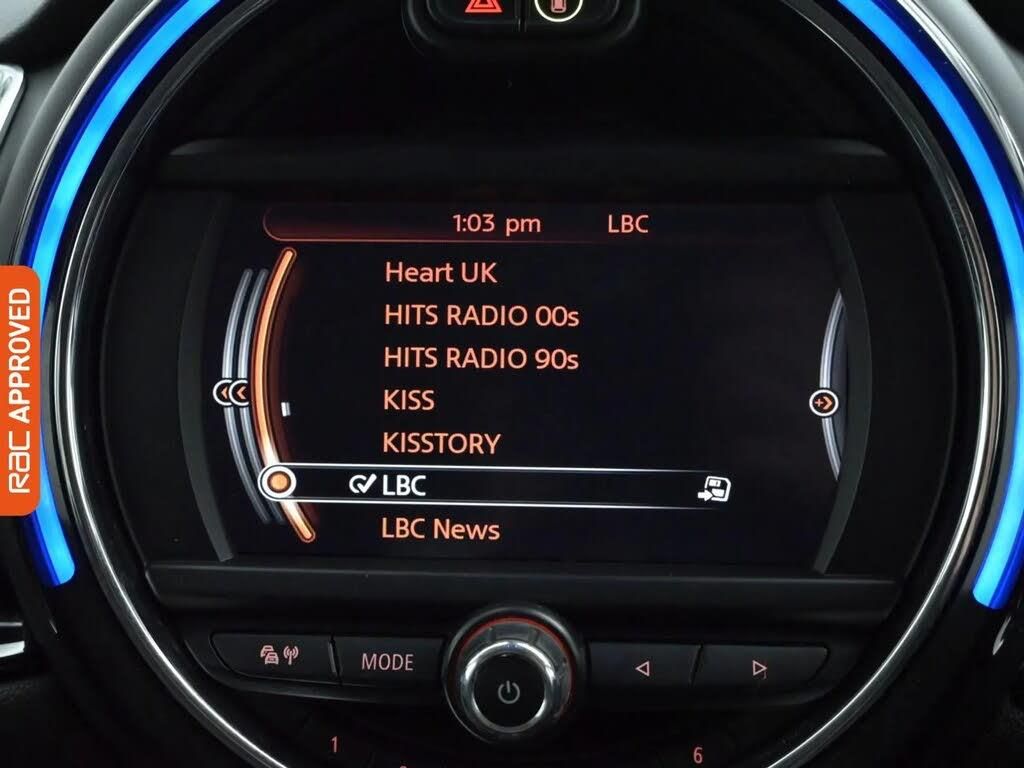 1:03 pm LBC
Heart UK
HITS RADIO 00s
HITS RADIO 90s
KISS
KISSTORY
LBC
LBC News
RAC APPROVED
MODE
1
6